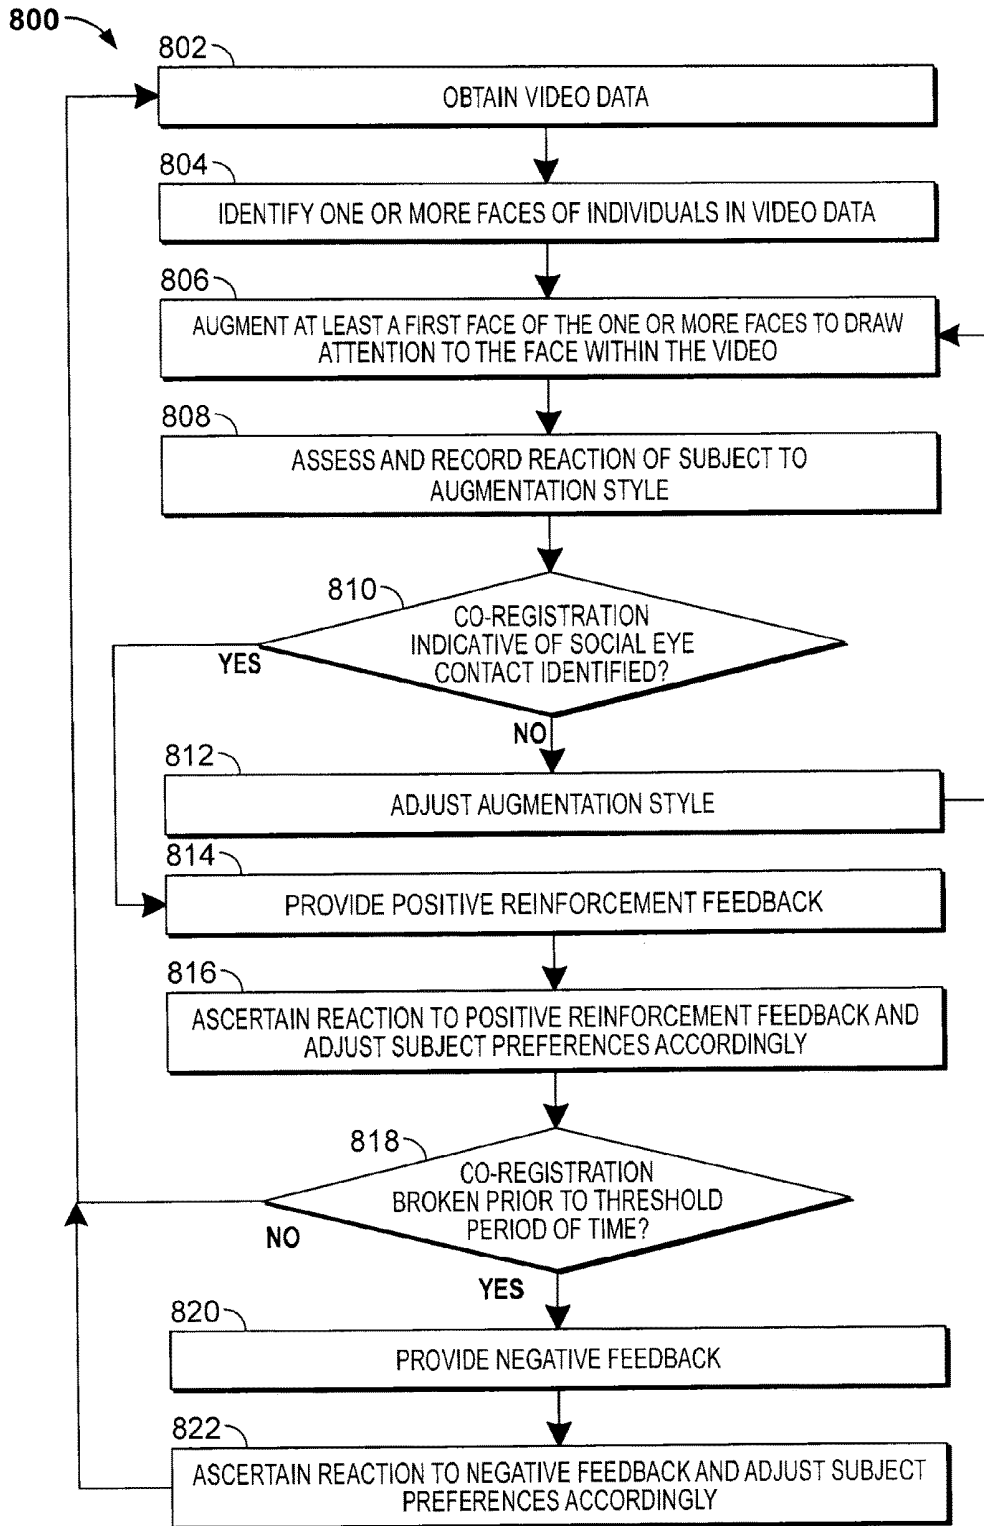 800
802
OBTAIN VIDEO DATA
804
IDENTIFY ONE OR MORE FACES OF INDIVIDUALS IN VIDEO DATA
806
AUGMENT AT LEAST A FIRST FACE OF THE ONE OR MORE FACES TO DRAW
ATTENTION TO THE FACE WITHIN THE VIDEO
808
ASSESS AND RECORD REACTION OF SUBJECT TO
AUGMENTATION STYLE
810
CO-REGISTRATION
INDICATIVE OF SOCIAL EYE
CONTACT IDENTIFIED?
YES
NO
812
ADJUST AUGMENTATION STYLE
814
PROVIDE POSITIVE REINFORCEMENT FEEDBACK
816
ASCERTAIN REACTION TO POSITIVE REINFORCEMENT FEEDBACK AND
ADJUST SUBJECT PREFERENCES ACCORDINGLY
818
CO-REGISTRATION
BROKEN PRIOR TO THRESHOLD
PERIOD OF TIME?
NO
YES
820
PROVIDE NEGATIVE FEEDBACK
822
ASCERTAIN REACTION TO NEGATIVE FEEDBACK AND ADJUST SUBJECT
PREFERENCES ACCORDINGLY